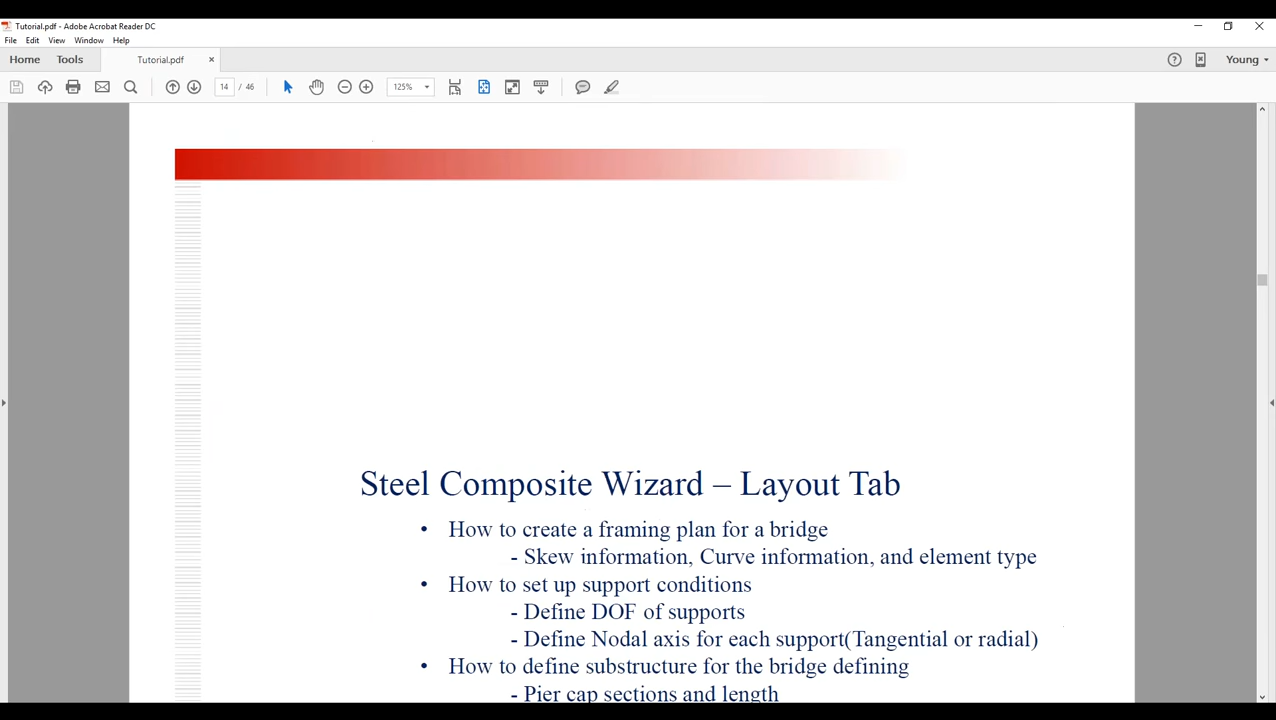 Tutorial.pdf - Adobe Acrobat Reader DC
File Edit View Window Help
Home Tools Tutorial.pdf × Young
14 / 46 125%
Steel Composite Wizard – Layout Tab
• How to create a framing plan for a bridge
- Skew information, Curve information, and element type
• How to set up support conditions
- Define DOF of supports
- Define Nodal axis for each support(Tangential or radial)
• How to define substructure for the bridge defining
- Pier cap sections and length